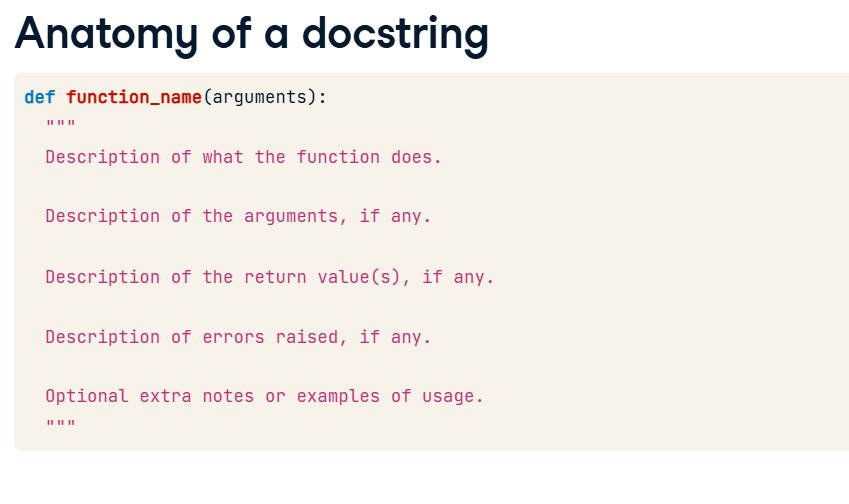 Anatomy of a docstring
def function_name(arguments):
"""
Description of what the function does.
Description of the arguments, if any.
Description of the return value(s), if any.
Description of errors raised, if any.
Optional extra notes or examples of usage.
"""